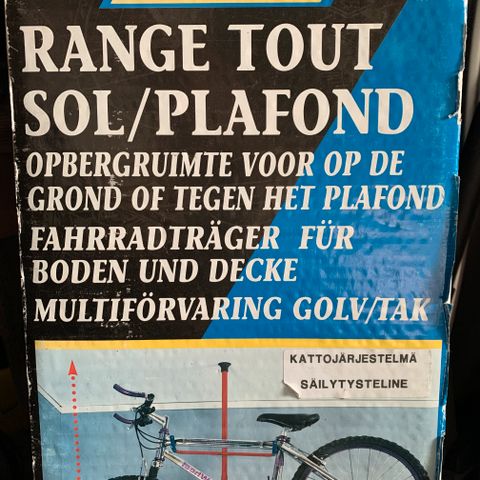 RANGE TOUT
SOL/PLAFOND
OPBERGRUIMTE VOOR OP DE
GROND OF TEGEN HET PLAFOND
FAHRRADTRÄGER FÜR
BODEN UND DECKE
MULTIFÖRVARING GOLV/TAK
KATTOJÄRJESTELMÄ
SÄILYTYSTELINE